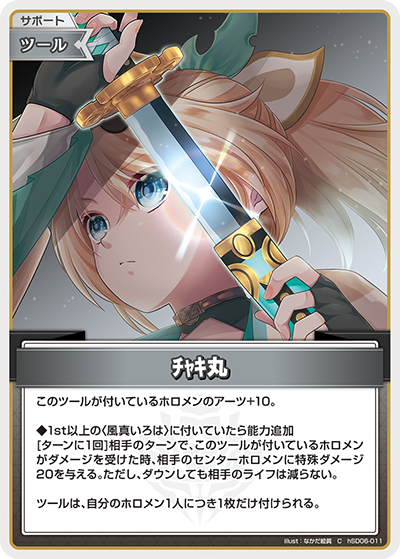 サポート
ツール
チャキ丸
このツールが付いているホロメンのアーツ+10。
◆1st以上の〈風真いろは〉に付いていたら能力追加
[ターンに1回]相手のターンで、このツールが付いているホロメン
がダメージを受けた時、相手のセンターホロメンに特殊ダメージ
20を与える。ただし、ダウンしても相手のライフは減らない。
ツールは、自分のホロメン1人につき1枚だけ付けられる。
illust : なかだ絵眞 C hSD06-011